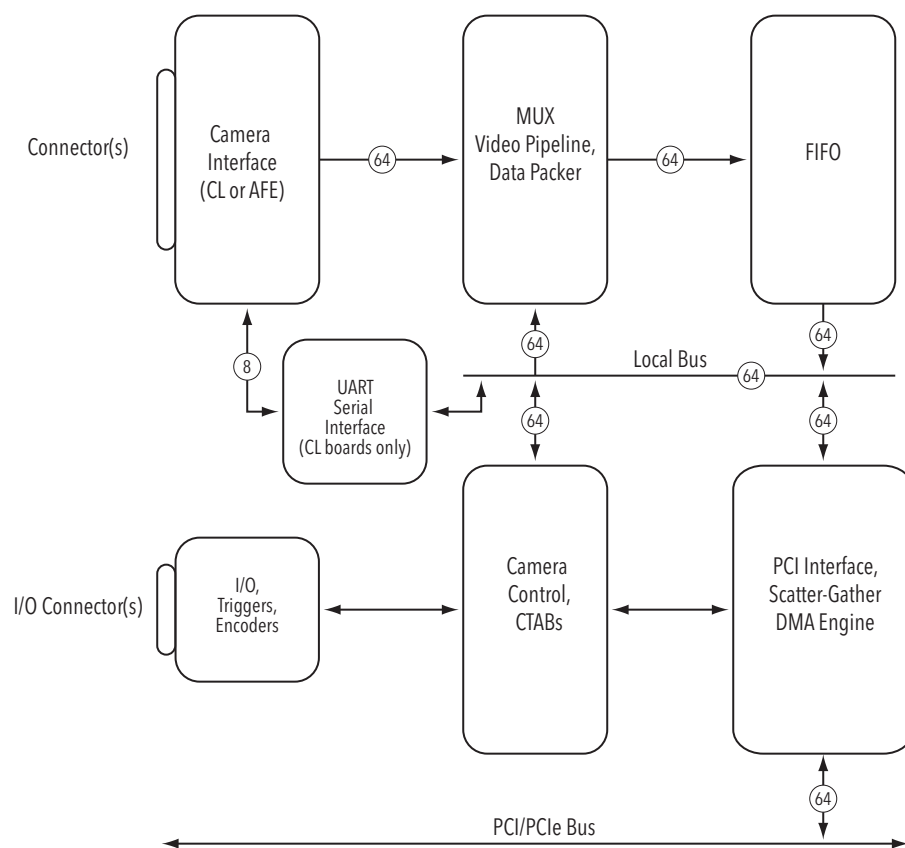 Connector(s)
Camera
Interface
(CL or AFE)
64
MUX
Video Pipeline,
Data Packer
64
FIFO
8
UART
Serial
Interface
(CL boards only)
64
64
Local Bus
64
64
64
I/O Connector(s)
I/O,
Triggers,
Encoders
Camera
Control,
CTABs
PCI Interface,
Scatter-Gather
DMA Engine
64
PCI/PCIe Bus